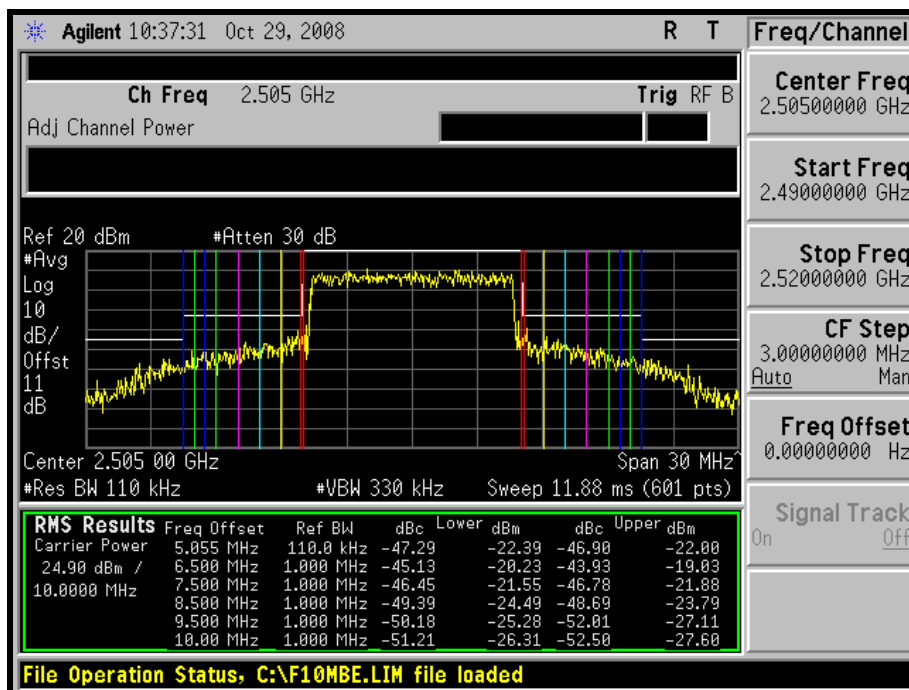 Agilent 10:37:31 Oct 29, 2008 R T
Freq/Channel
Ch Freq 2.505 GHz Trig RF B
Adj Channel Power
Center Freq
2.50500000 GHz
Start Freq
2.49000000 GHz
Stop Freq
2.52000000 GHz
CF Step
3.00000000 MHz
Auto Man
Freq Offset
0.00000000 Hz
Signal Track
On Off
Ref 20 dBm #Atten 30 dB
#Avg
Log
10
dB/
Offst
11
dB
Center 2.505 00 GHz Span 30 MHz^
#Res BW 110 kHz #VBW 330 kHz Sweep 11.88 ms (601 pts)
RMS Results Freq Offset Ref BW dBc Lower dBm dBc Upper dBm
Carrier Power 5.055 MHz 110.0 kHz -47.29 -22.39 -46.90 -22.00
24.90 dBm / 6.500 MHz 1.000 MHz -45.13 -20.23 -43.93 -19.03
10.0000 MHz 7.500 MHz 1.000 MHz -46.45 -21.55 -46.78 -21.88
8.500 MHz 1.000 MHz -49.39 -24.49 -48.69 -23.79
9.500 MHz 1.000 MHz -50.18 -25.28 -52.01 -27.11
10.00 MHz 1.000 MHz -51.21 -26.31 -52.50 -27.60
File Operation Status, C:\F10MBE.LIM file loaded